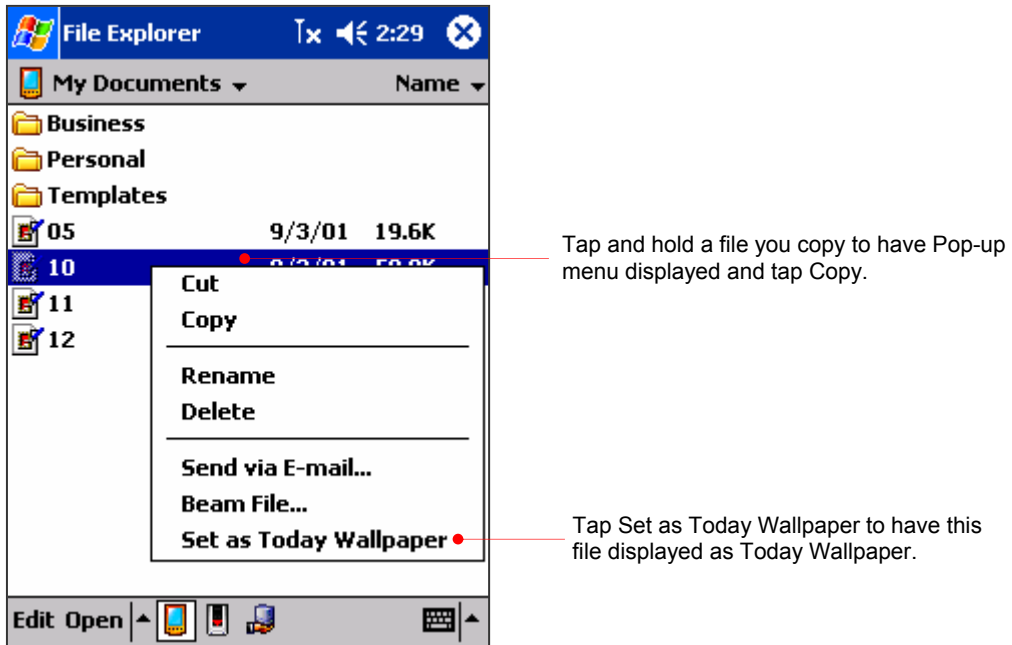 File Explorer 2:29
My Documents Name
Business
Personal
Templates
05 9/3/01 19.6K
10
11
12
Cut
Copy
Rename
Delete
Send via E-mail...
Beam File...
Set as Today Wallpaper
Edit Open
Tap and hold a file you copy to have Pop-up
menu displayed and tap Copy.
Tap Set as Today Wallpaper to have this
file displayed as Today Wallpaper.